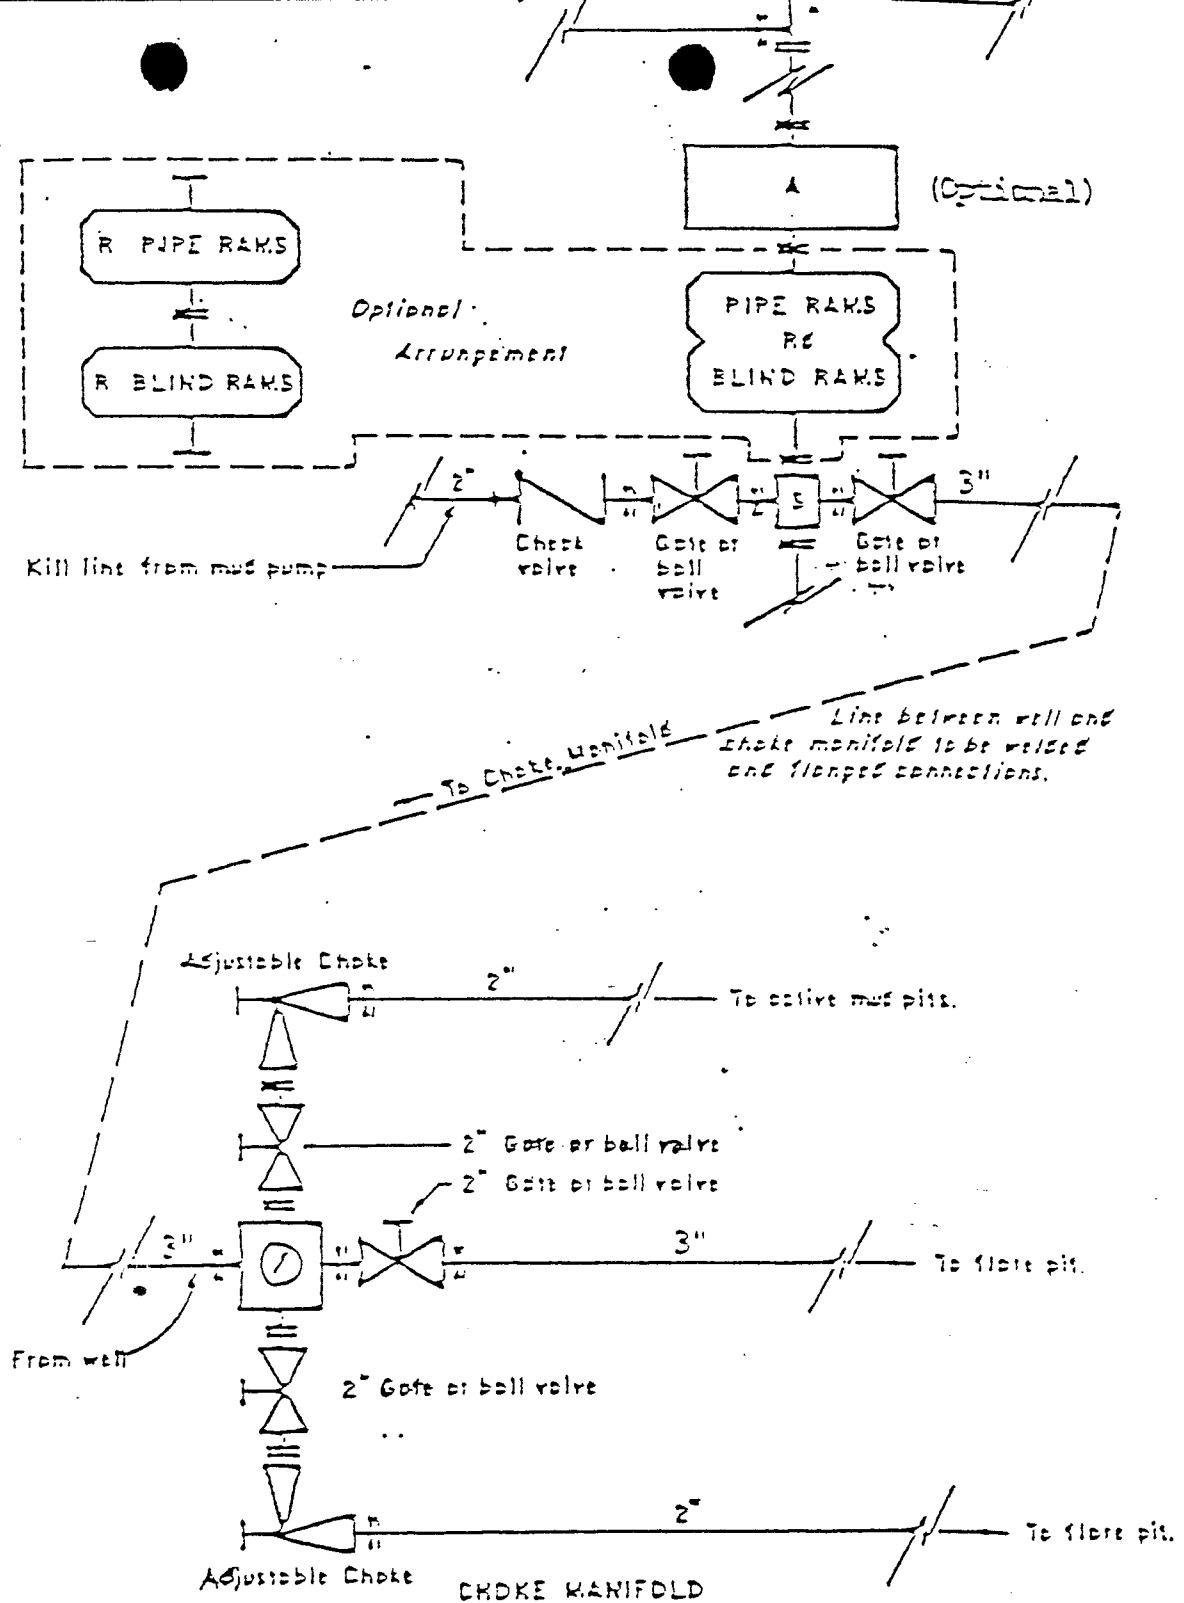 A
(Optional)
R PIPE RAMS
Optional
Arrangement
PIPE RAMS
Rd
BLIND RAMS
R BLIND RAMS
2"
3"
S
Check
valve
Gate or
ball
valve
Gate or
ball valve
Kill line from mud pump
Line between well and
choke manifold to be welded
and flanged connections.
To Choke Manifold
Adjustable Choke
2"
To active mud pits.
2" Gate or ball valve
2" Gate or ball valve
3"
3"
To flare pit.
From well
2" Gate or ball valve
2"
To flare pit.
Adjustable Choke
CHOKE MANIFOLD